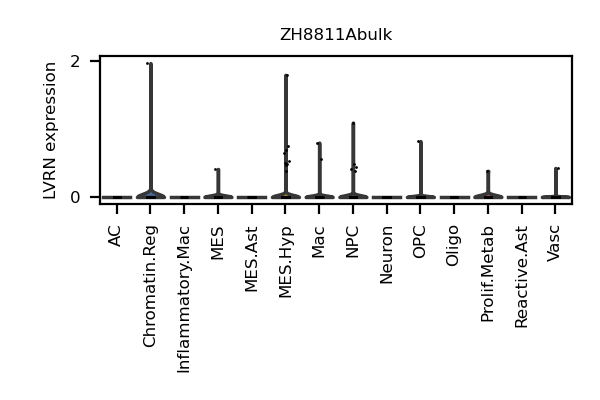 ZH8811Abulk
LVRN expression
2
0
AC
Chromatin.Reg
Inflammatory.Mac
MES
MES.Ast
MES.Hyp
Mac
NPC
Neuron
OPC
Oligo
Prolif.Metab
Reactive.Ast
Vasc